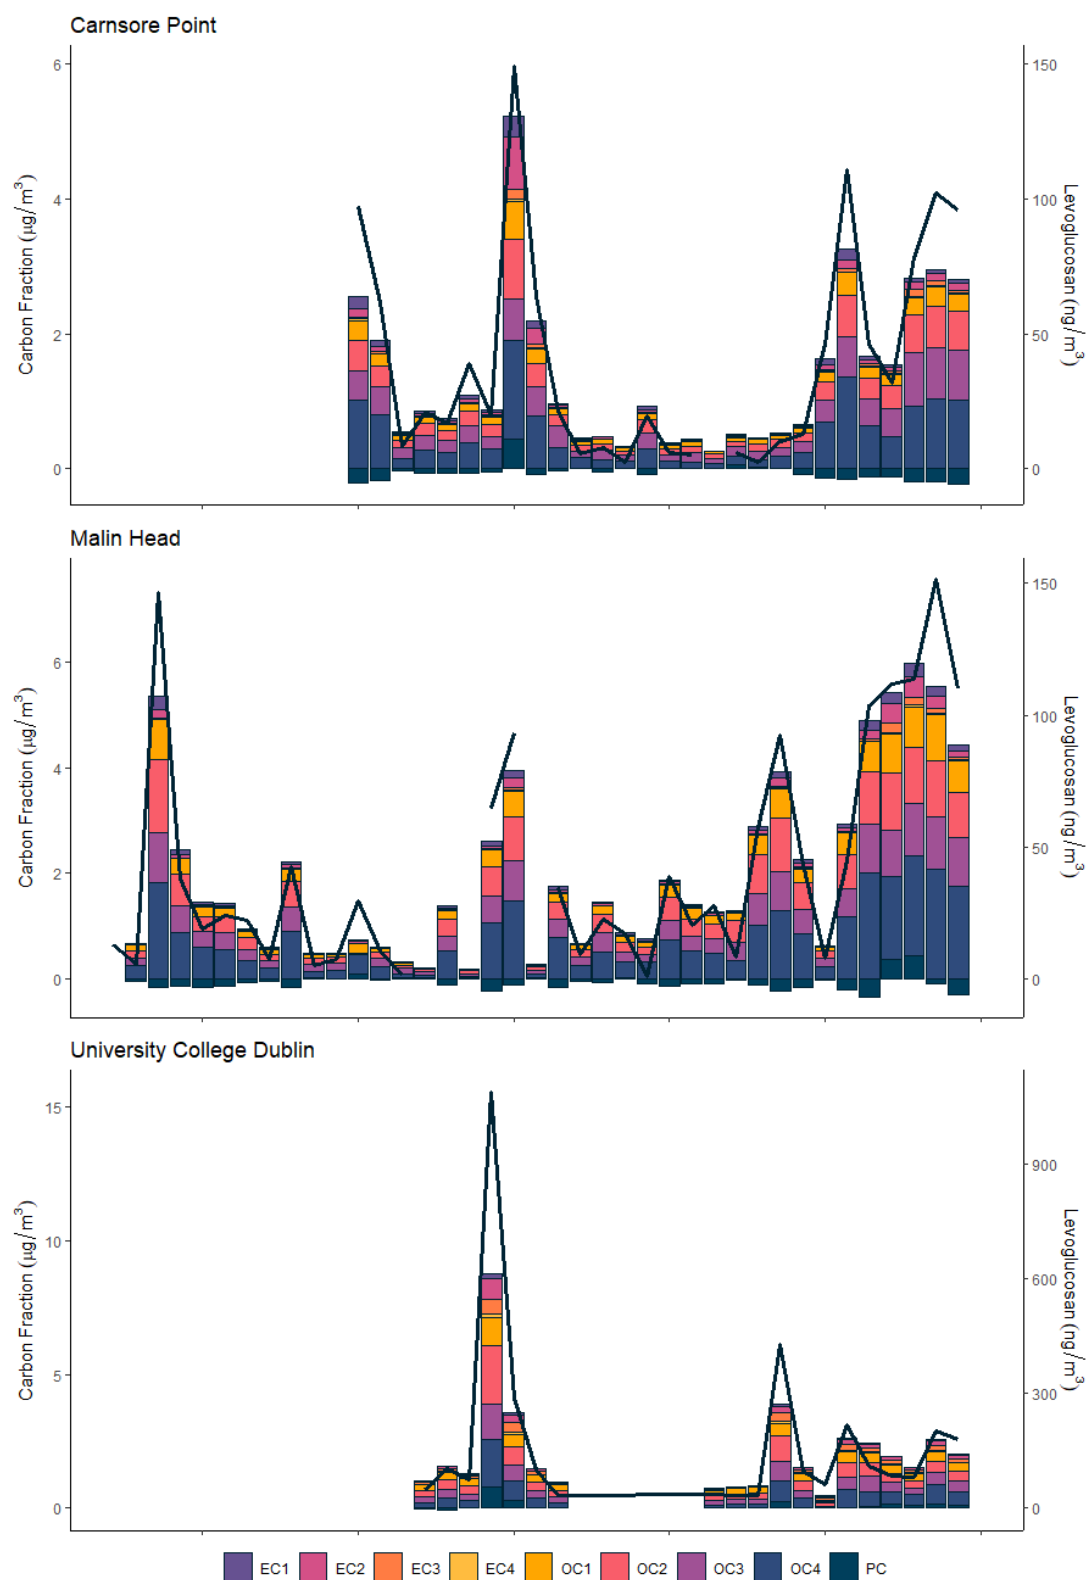 Carnsore Point
6
4
2
0
Carbon Fraction (μg/m³)
150
100
50
0
Levoglucosan (ng/m³)
Malin Head
6
4
2
0
Carbon Fraction (μg/m³)
150
100
50
0
Levoglucosan (ng/m³)
University College Dublin
15
10
5
0
Carbon Fraction (μg/m³)
900
600
300
0
Levoglucosan (ng/m³)
EC1 EC2 EC3 EC4 OC1 OC2 OC3 OC4 PC